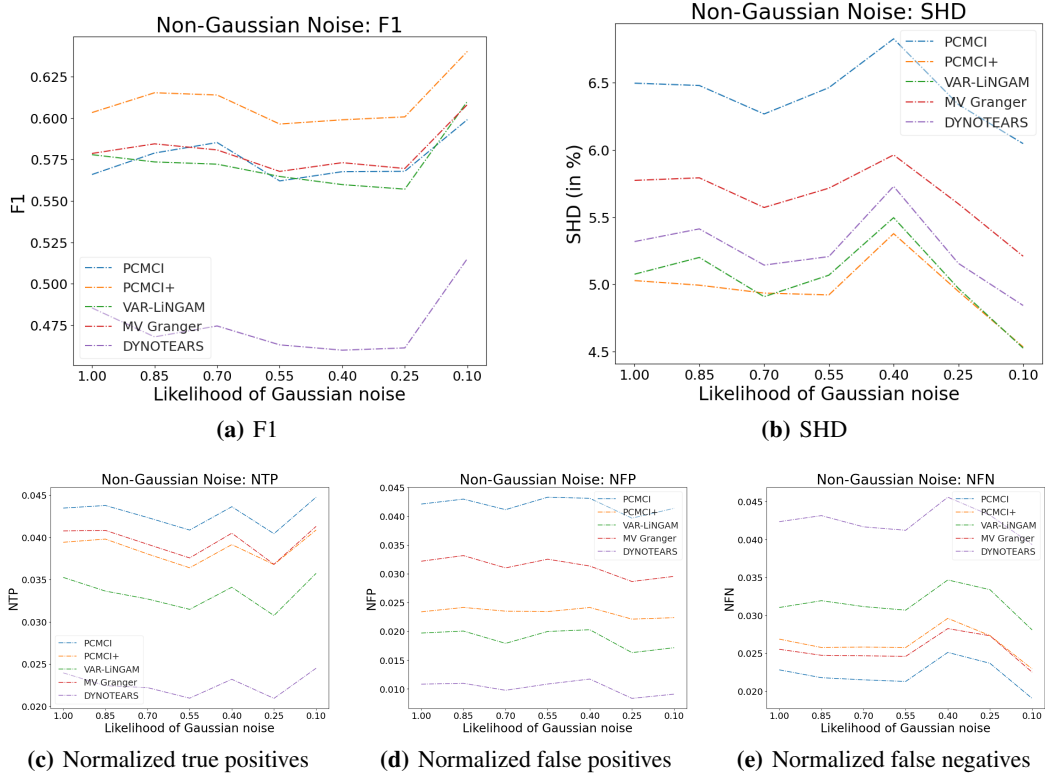 Non-Gaussian Noise: F1
F1
0.625
0.600
0.575
0.550
0.525
0.500
0.475
PCMCI
PCMCI+
VAR-LiNGAM
MV Granger
DYNOTEARS
1.00 0.85 0.70 0.55 0.40 0.25 0.10
Likelihood of Gaussian noise
(a) F1
Non-Gaussian Noise: SHD
SHD (in %)
6.5
6.0
5.5
5.0
4.5
PCMCI
PCMCI+
VAR-LiNGAM
MV Granger
DYNOTEARS
1.00 0.85 0.70 0.55 0.40 0.25 0.10
Likelihood of Gaussian noise
(b) SHD
Non-Gaussian Noise: NTP
NTP
0.045
0.040
0.035
0.030
0.025
0.020
PCMCI
PCMCI+
VAR-LiNGAM
MV Granger
DYNOTEARS
1.00 0.85 0.70 0.55 0.40 0.25 0.10
Likelihood of Gaussian noise
(c) Normalized true positives
Non-Gaussian Noise: NFP
NFP
0.045
0.040
0.035
0.030
0.025
0.020
0.015
0.010
PCMCI
PCMCI+
VAR-LiNGAM
MV Granger
DYNOTEARS
1.00 0.85 0.70 0.55 0.40 0.25 0.10
Likelihood of Gaussian noise
(d) Normalized false positives
Non-Gaussian Noise: NFN
NFN
0.045
0.040
0.035
0.030
0.025
0.020
PCMCI
PCMCI+
VAR-LiNGAM
MV Granger
DYNOTEARS
1.00 0.85 0.70 0.55 0.40 0.25 0.10
Likelihood of Gaussian noise
(e) Normalized false negatives